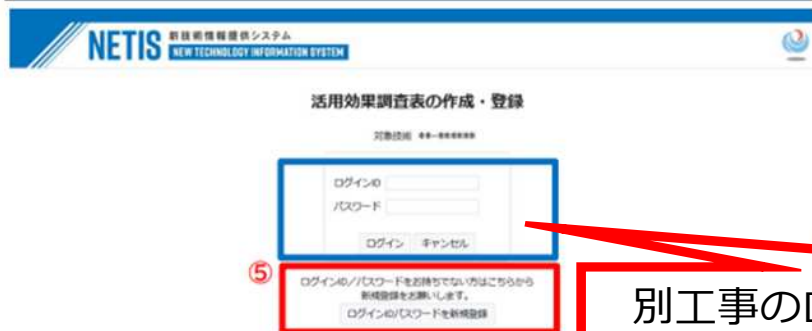 NETIS 新技術情報提供システム
NEW TECHNOLOGY INFORMATION SYSTEM
活用効果調査表の作成・登録
対象技術 **-******
ログインID
パスワード
ログイン キャンセル
⑤
ログインID/パスワードをお持ちでない方はこちらから
新規登録をお願いします。
ログインID/パスワードを新規登録
別工事の